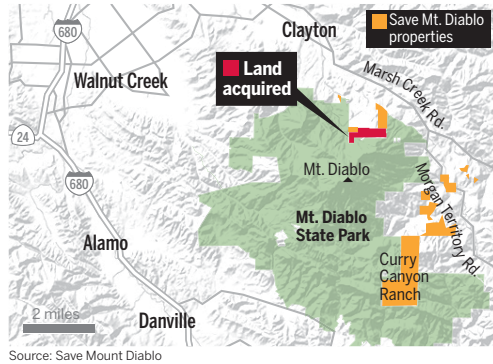 680
Clayton
Save Mt. Diablo
properties
Walnut Creek
Land
acquired
Marsh Creek Rd.
24
Mt. Diablo
680
Morgan Territory Rd.
Mt. Diablo
State Park
Alamo
Curry
Canyon
Ranch
2 miles
Danville
Source: Save Mount Diablo